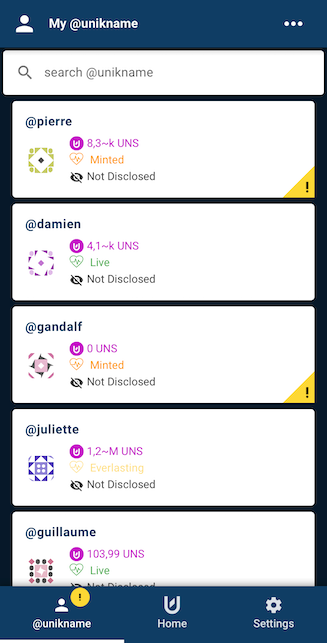 My @unikname
search @unikname
@pierre
8,3~k UNS
Minted
Not Disclosed
!
@damien
4,1~k UNS
Live
Not Disclosed
@gandalf
0 UNS
Minted
Not Disclosed
!
@juliette
1,2~M UNS
Everlasting
Not Disclosed
@guillaume
103,99 UNS
Live
Not Disclosed
!
@unikname
Home
Settings